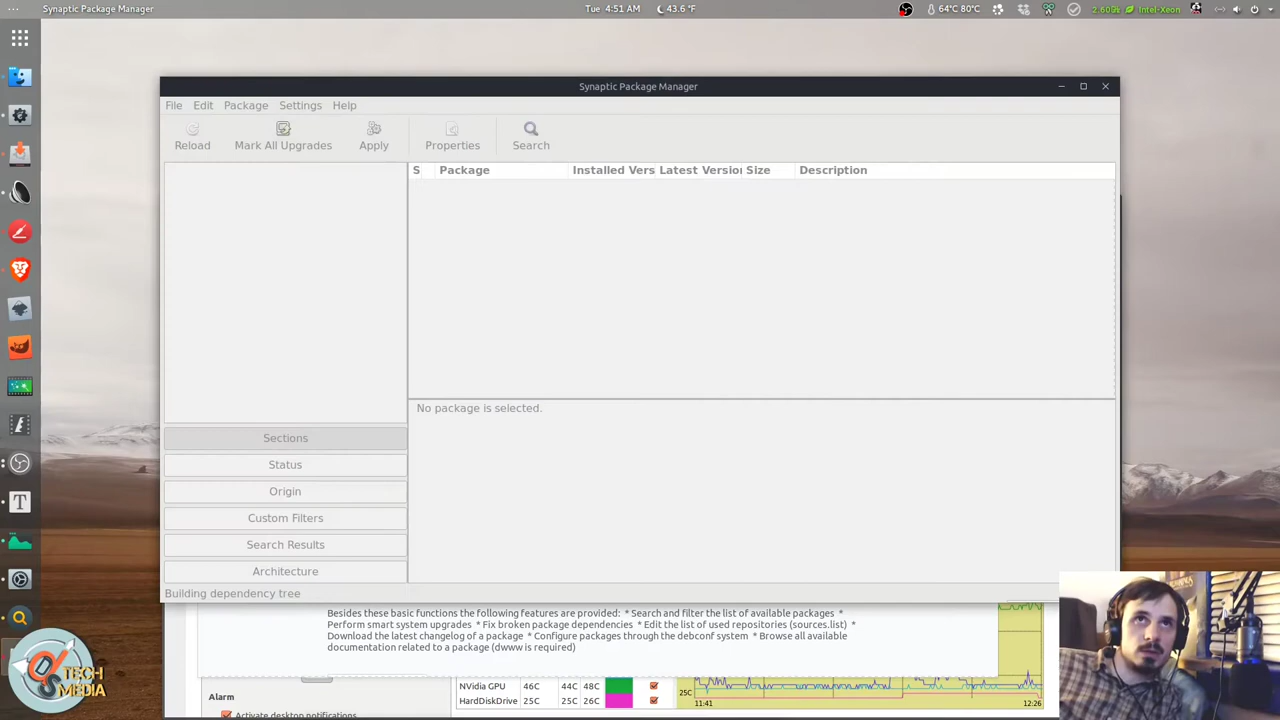 Synaptic Package Manager
Tue 4:51 AM
43.6 °F
64°C 80°C
Intel-Xeon
Synaptic Package Manager
File Edit Package Settings Help
Reload Mark All Upgrades Apply Properties Search
S Package Installed Vers Latest Version Size Description
No package is selected.
Sections
Status
Origin
Custom Filters
Search Results
Architecture
Building dependency tree
Besides these basic functions the following features are provided: * Search and filter the list of available packages *
Perform smart system upgrades * Fix broken package dependencies * Edit the list of used repositories (sources.list) *
Download the latest changelog of a package * Configure packages through the debconf system * Browse all available
documentation related to a package (dwww is required)
TECH
MEDIA
Alarm
Activate desktop notifications
NVidia GPU 46C 44C 48C
HardDiskDrive 25C 25C 26C
25C
11:41 12:26